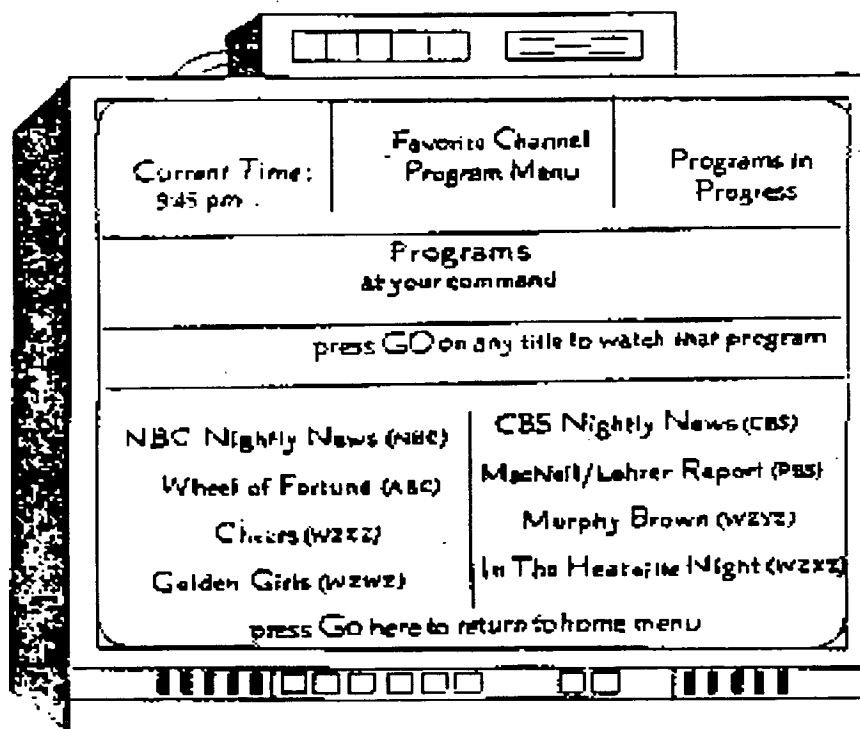 Current Time:
9:45 pm
Favorite Channel
Program Menu
Programs in
Progress
Programs
at your command
press GO on any title to watch that program
NBC Nightly News (NBC)
Wheel of Fortune (ABC)
Cheers (WZXZ)
Golden Girls (WZWZ)
CBS Nightly News (CBS)
MacNeil/Lehrer Report (PBS)
Murphy Brown (WZYZ)
In The Heat of the Night (WZXZ)
press Go here to return to home menu